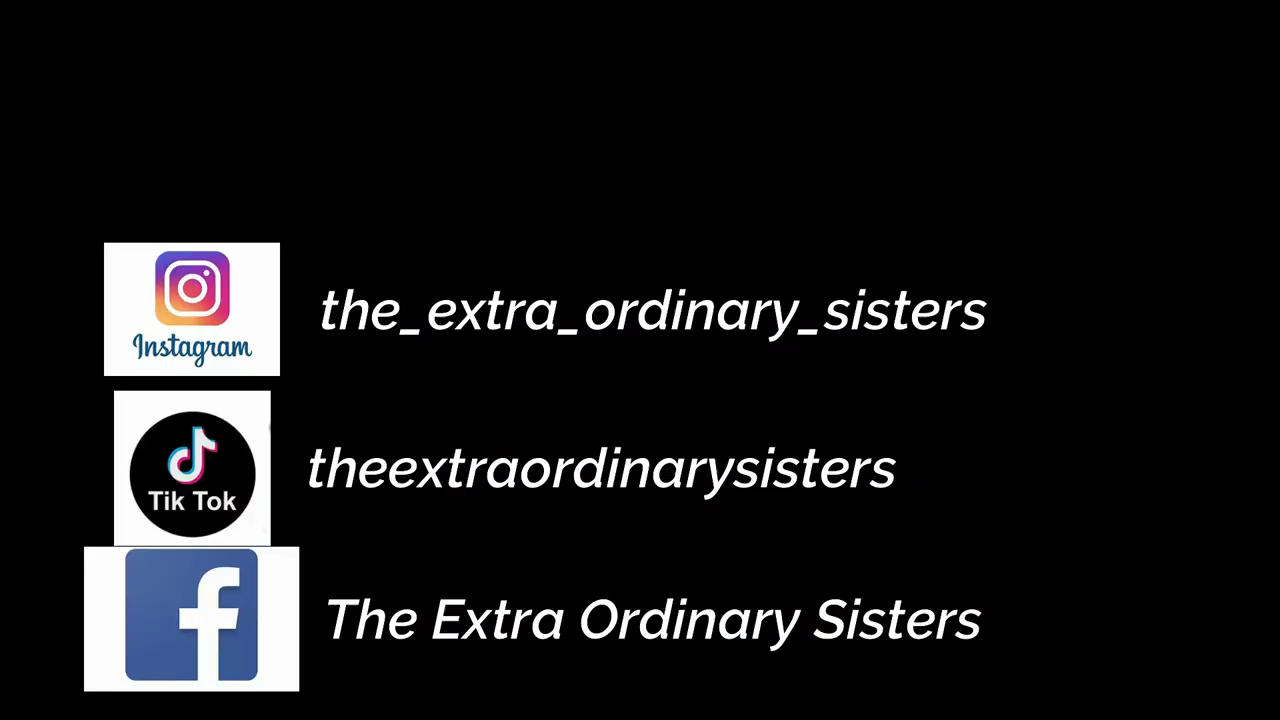 the_extra_ordinary_sisters
Instagram
theextraordinarysisters
Tik Tok
The Extra Ordinary Sisters